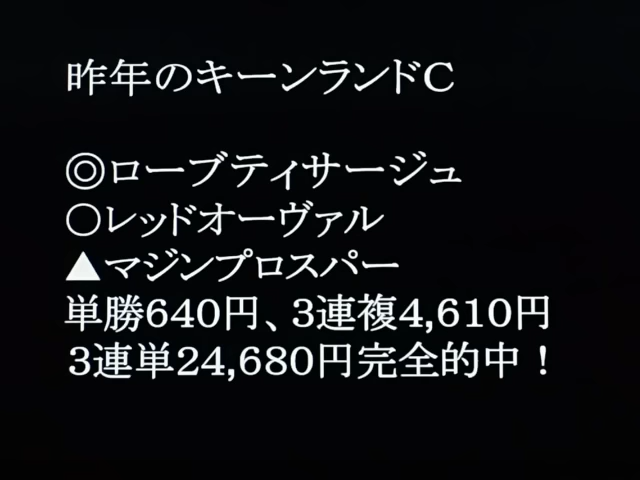 昨年のキーンランドC
◎ローブティサージュ
○レッドオーヴァル
▲マジンプロスパー
単勝640円、3連複4,610円
3連単24,680円完全的中!